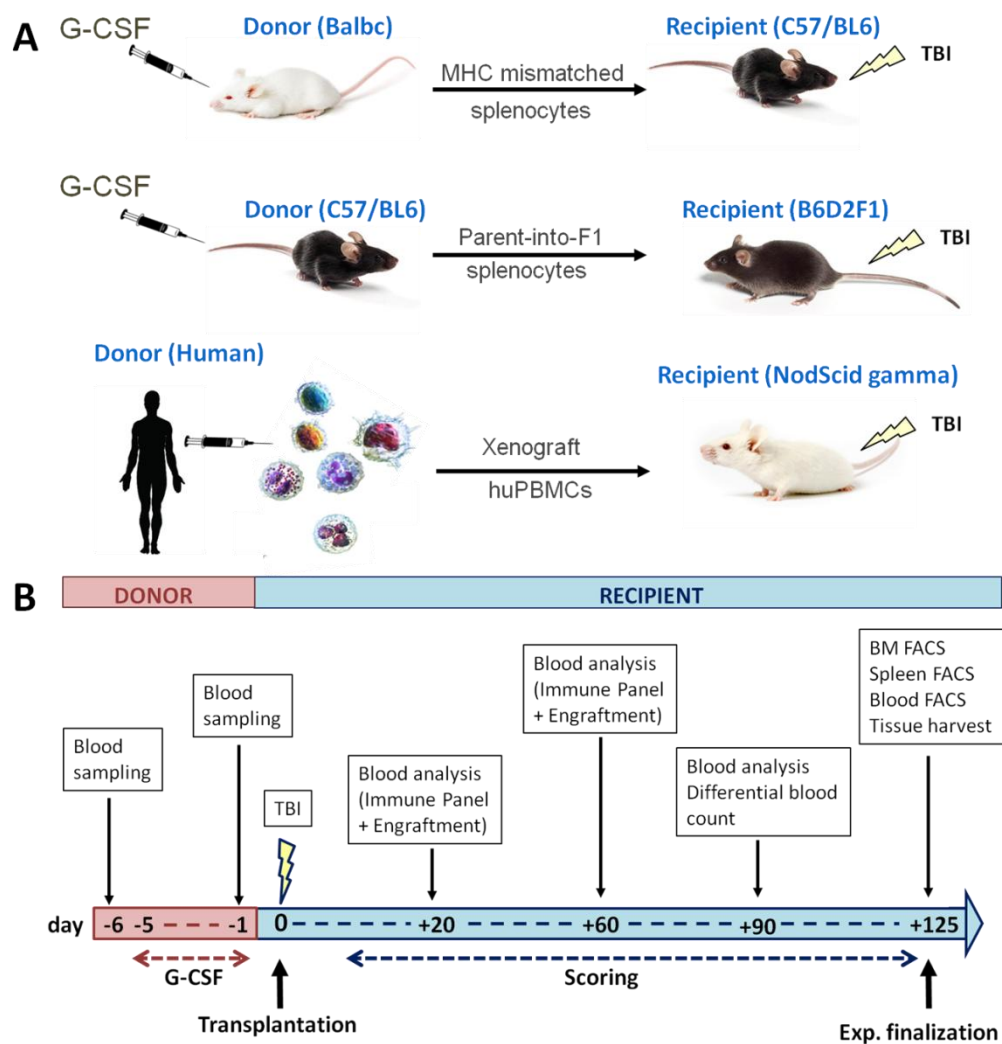 A
G-CSF
Donor (Balbc)
MHC mismatched
splenocytes
Recipient (C57/BL6)
TBI
G-CSF
Donor (C57/BL6)
Parent-into-F1
splenocytes
Recipient (B6D2F1)
TBI
Donor (Human)
Xenograft
huPBMCs
Recipient (NodScid gamma)
TBI
B
DONOR
RECIPIENT
Blood
sampling
Blood
sampling
TBI
Blood analysis
(Immune Panel
+ Engraftment)
Blood analysis
(Immune Panel
+ Engraftment)
Blood analysis
Differential blood
count
BM FACS
Spleen FACS
Blood FACS
Tissue harvest
day -6 -5 -1 0 +20 +60 +90 +125
G-CSF
Scoring
Transplantation
Exp. finalization